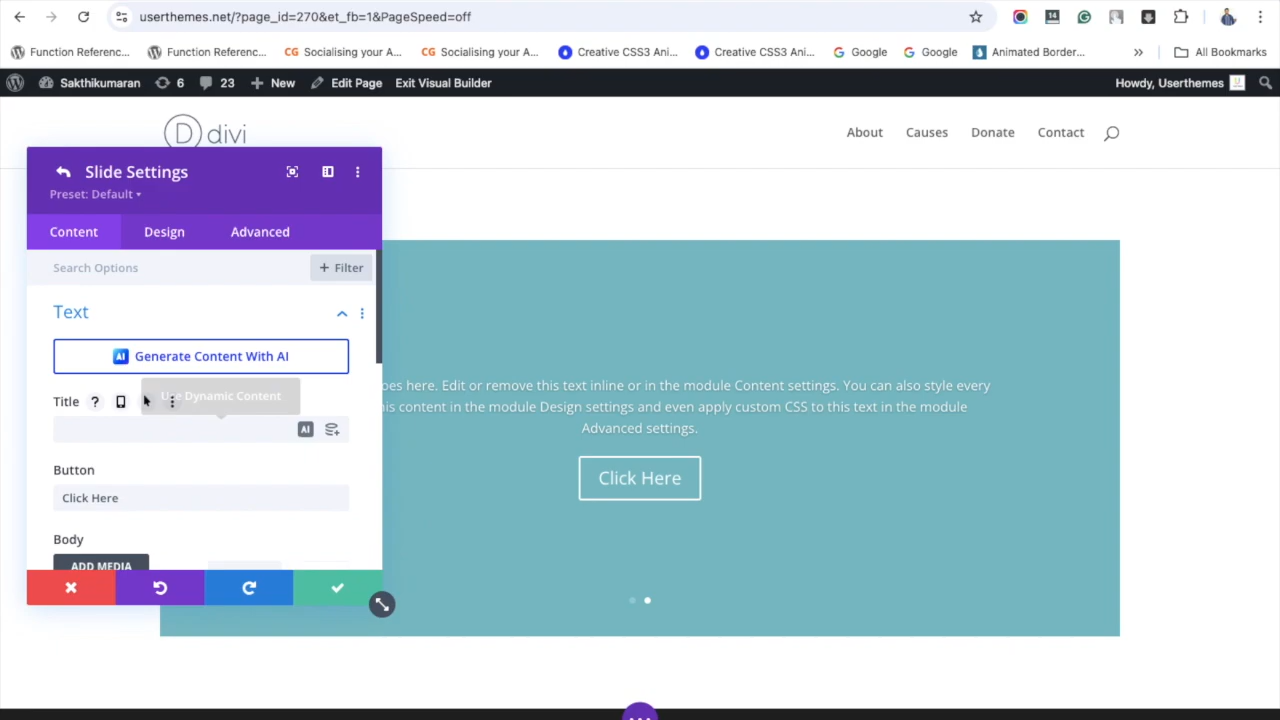 userthemes.net/?page_id=270&et_fb=1&PageSpeed=off
14
Function Referenc...
Function Referenc...
CG Socialising your A...
CG Socialising your A...
Creative CSS3 Ani...
Creative CSS3 Ani...
Google
Google
Animated Border...
»
All Bookmarks
Sakthikumaran
6
23
New
Edit Page
Exit Visual Builder
Howdy, Userthemes
D divi
About
Causes
Donate
Contact
Slide Settings
Preset: Default
Content
Design
Advanced
Search Options
+ Filter
Text
AI Generate Content With AI
Use Dynamic Content
Title ?
AI
Button
Click Here
Body
ADD MEDIA
oes here. Edit or remove this text inline or in the module Content settings. You can also style every
his content in the module Design settings and even apply custom CSS to this text in the module
Advanced settings.
Click Here